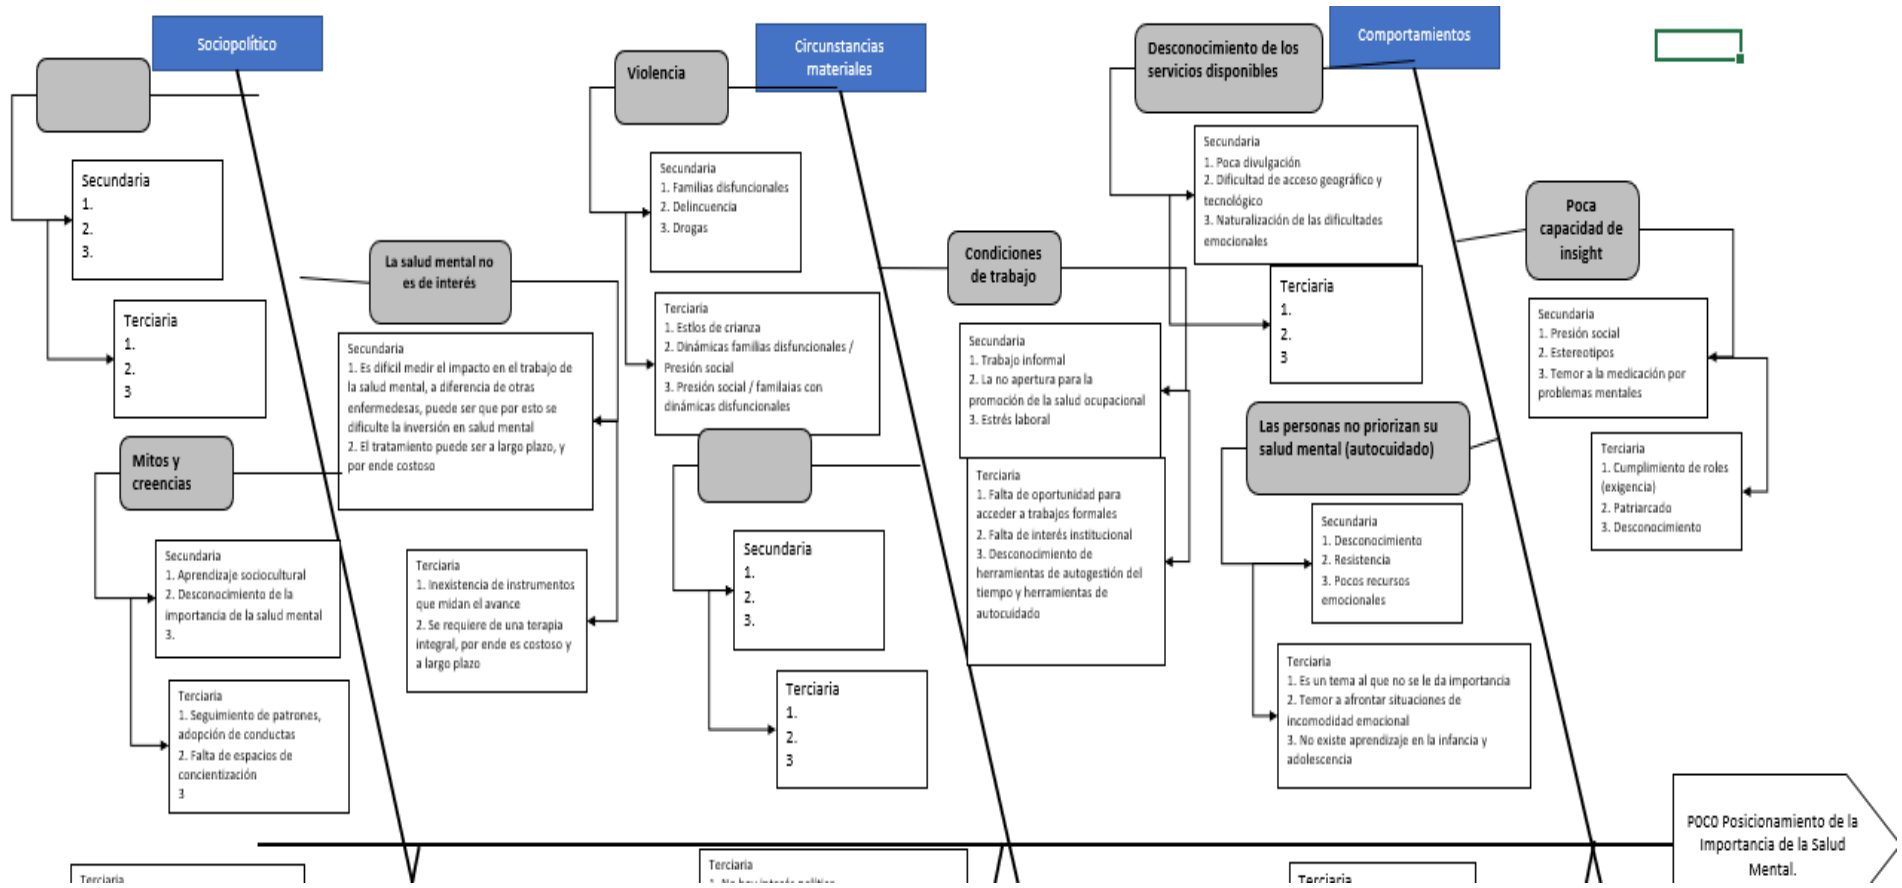 Sociopolítico
Secundaria
1.
2.
3.
Terciaria
1.
2.
3
La salud mental no
es de interés
Secundaria
1. Es dificil medir el impacto en el trabajo de
la salud mental, a diferencia de otras
enfermedesas, puede ser que por esto se
dificulte la inversión en salud mental
2. El tratamiento puede ser a largo plazo, y
por ende costoso
Terciaria
1. Inexistencia de instrumentos
que midan el avance
2. Se requiere de una terapia
integral, por ende es costoso y
a largo plazo
Mitos y
creencias
Secundaria
1. Aprendizaje sociocultural
2. Desconocimiento de la
importancia de la salud mental
3.
Terciaria
1. Seguimiento de patrones,
adopción de conductas
2. Falta de espacios de
concientización
3
Terciaria
Circunstancias
materiales
Violencia
Secundaria
1. Familias disfuncionales
2. Delincuencia
3. Drogas
Terciaria
1. Estlos de crianza
2. Dinámicas familias disfuncionales /
Presión social
3. Presión social / familaias con
dinámicas disfuncionales
Condiciones
de trabajo
Secundaria
1. Trabajo informal
2. La no apertura para la
promoción de la salud ocupacional
3. Estrés laboral
Terciaria
1. Falta de oportunidad para
acceder a trabajos formales
2. Falta de interés institucional
3. Desconocimiento de
herramientas de autogestión del
tiempo y herramientas de
autocuidado
Secundaria
1.
2.
3.
Terciaria
1.
2.
3
Terciaria
1. No hay interés político
Comportamientos
Desconocimiento de los
servicios disponibles
Secundaria
1. Poca divulgación
2. Dificultad de acceso geográfico y
tecnológico
3. Naturalización de las dificultades
emocionales
Terciaria
1.
2.
3
Poca
capacidad de
insight
Secundaria
1. Presión social
2. Estereotipos
3. Temor a la medicación por
problemas mentales
Terciaria
1. Cumplimiento de roles
(exigencia)
2. Patriarcado
3. Desconocimiento
Las personas no priorizan su
salud mental (autocuidado)
Secundaria
1. Desconocimiento
2. Resistencia
3. Pocos recursos
emocionales
Terciaria
1. Es un tema al que no se le da importancia
2. Temor a afrontar situaciones de
incomodidad emocional
3. No existe aprendizaje en la infancia y
adolescencia
Terciaria
POCO Posicionamiento de la
Importancia de la Salud
Mental.